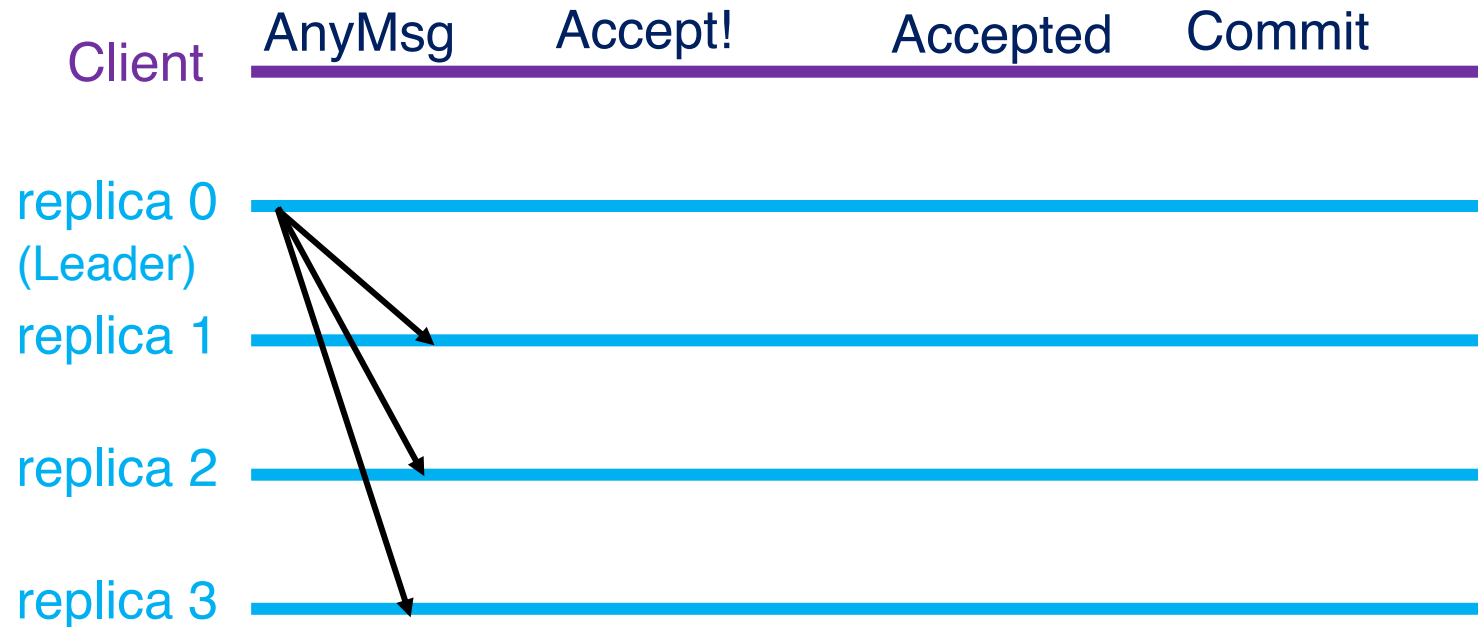 Client AnyMsg Accept! Accepted Commit
replica 0
(Leader)
replica 1
replica 2
replica 3